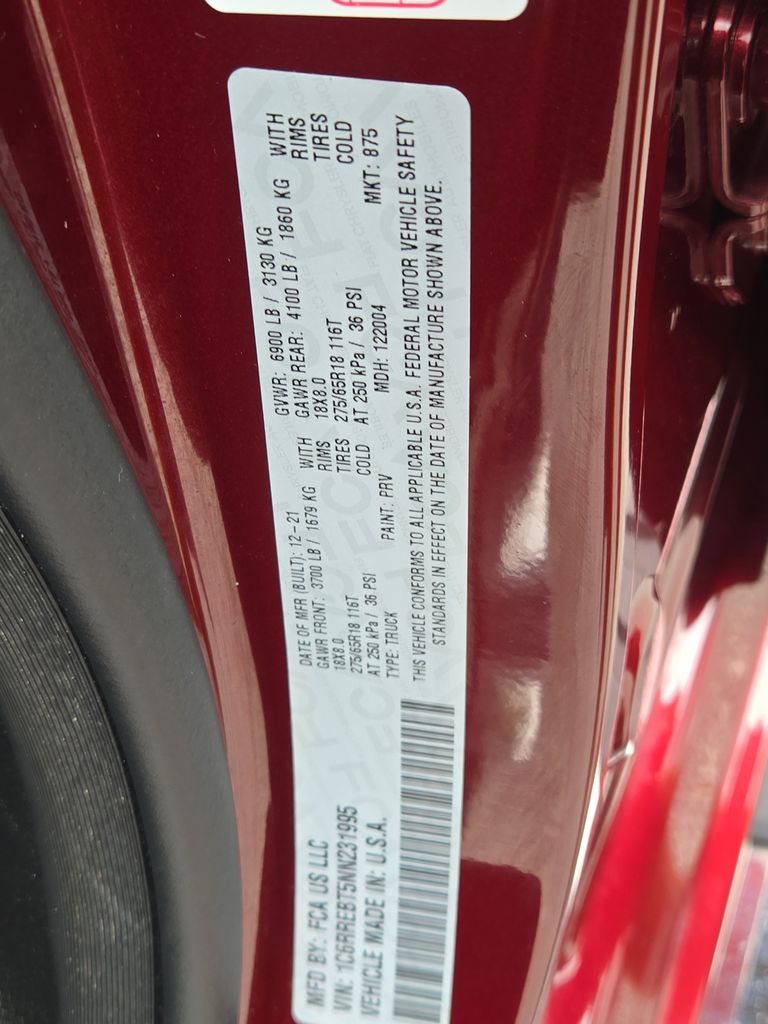 MFD BY: FCA US LLC
VIN: 1C6RREBT5NN231995
VEHICLE MADE IN: U.S.A.
DATE OF MFR (BUILT): 12-21
GAWR FRONT: 3700 LB / 1679 KG WITH
18X8.0 RIMS
275/65R18 116T TIRES
AT 250 kPa / 36 PSI COLD
TYPE: TRUCK PAINT: PRV
GVWR: 6900 LB / 3130 KG
GAWR REAR: 4100 LB / 1860 KG WITH
18X8.0 RIMS
275/65R18 116T TIRES
AT 250 kPa / 36 PSI COLD
MDH: 122004 MKT: 875
THIS VEHICLE CONFORMS TO ALL APPLICABLE U.S.A. FEDERAL MOTOR VEHICLE SAFETY
STANDARDS IN EFFECT ON THE DATE OF MANUFACTURE SHOWN ABOVE.